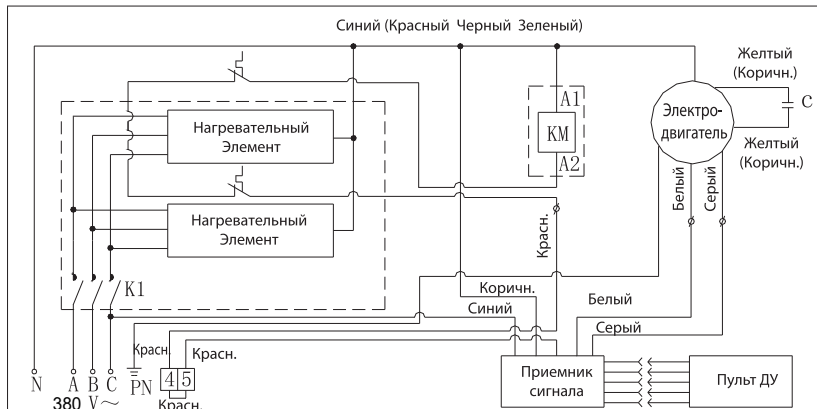 Синий (Красный Черный Зеленый)
Желтый
(Коричн.)
A1
Электро-
двигатель
C
Нагревательный
Элемент
KM
A2
Желтый
(Коричн.)
Белый
Серый
Нагревательный
Элемент
Красн.
K1
Коричн.
Белый
Синий
Серый
Красн.
Красн.
N
A
B
C
PN
4 5
Приемник
сигнала
Пульт ДУ
380 V~
Красн.